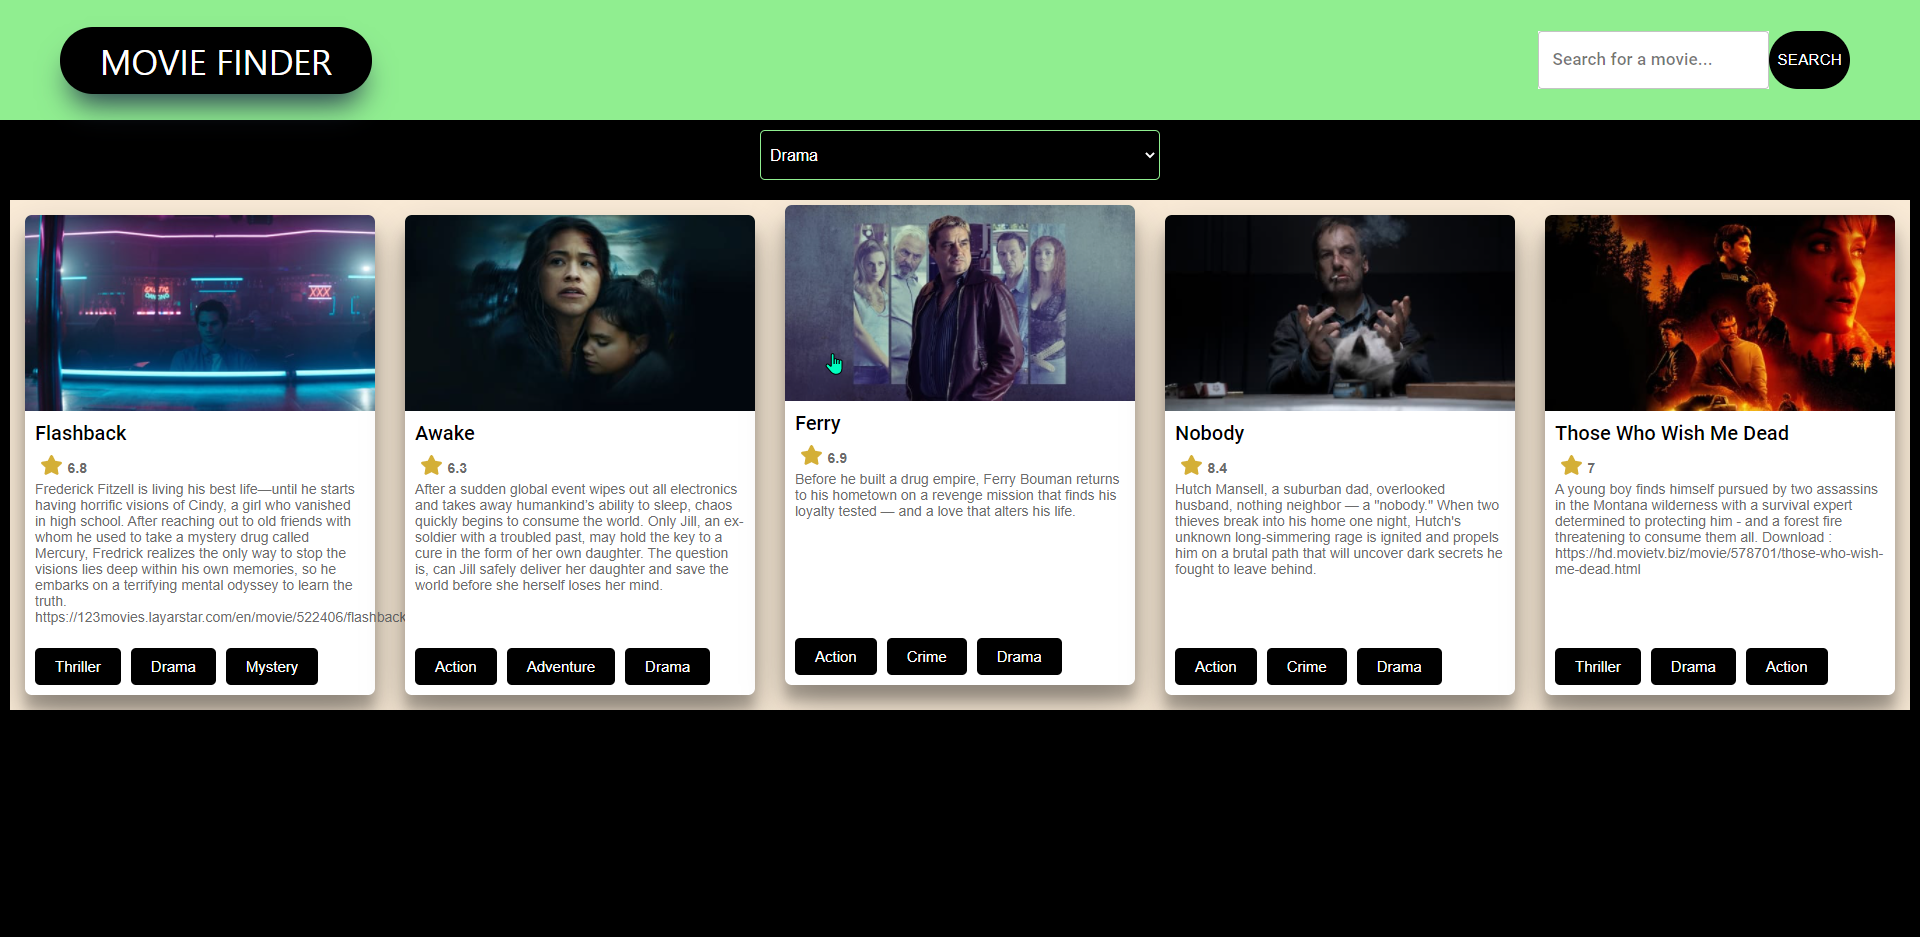 MOVIE FINDER
Search for a movie...
SEARCH
Drama
EXOTIC
DANCING
XXX
Flashback
6.8
Frederick Fitzell is living his best life—until he starts
having horrific visions of Cindy, a girl who vanished
in high school. After reaching out to old friends with
whom he used to take a mystery drug called
Mercury, Fredrick realizes the only way to stop the
visions lies deep within his own memories, so he
embarks on a terrifying mental odyssey to learn the
truth.
https://123movies.layarstar.com/en/movie/522406/flashback
Thriller
Drama
Mystery
Awake
6.3
After a sudden global event wipes out all electronics
and takes away humankind’s ability to sleep, chaos
quickly begins to consume the world. Only Jill, an ex-
soldier with a troubled past, may hold the key to a
cure in the form of her own daughter. The question
is, can Jill safely deliver her daughter and save the
world before she herself loses her mind.
Action
Adventure
Drama
Ferry
6.9
Before he built a drug empire, Ferry Bouman returns
to his hometown on a revenge mission that finds his
loyalty tested — and a love that alters his life.
Action
Crime
Drama
Nobody
8.4
Hutch Mansell, a suburban dad, overlooked
husband, nothing neighbor — a "nobody." When two
thieves break into his home one night, Hutch's
unknown long-simmering rage is ignited and propels
him on a brutal path that will uncover dark secrets he
fought to leave behind.
Action
Crime
Drama
Those Who Wish Me Dead
7
A young boy finds himself pursued by two assassins
in the Montana wilderness with a survival expert
determined to protecting him - and a forest fire
threatening to consume them all. Download :
https://hd.movietv.biz/movie/578701/those-who-wish-
me-dead.html
Thriller
Drama
Action